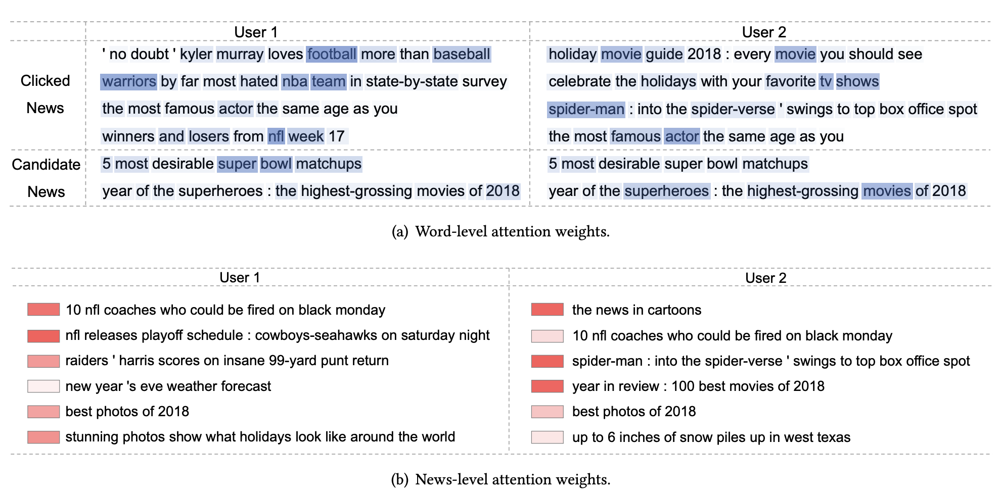 User 1 User 2
' no doubt ' kyler murray loves football more than baseball
holiday movie guide 2018 : every movie you should see
Clicked
News
warriors by far most hated nba team in state-by-state survey
celebrate the holidays with your favorite tv shows
the most famous actor the same age as you
spider-man : into the spider-verse ' swings to top box office spot
winners and losers from nfl week 17
the most famous actor the same age as you
Candidate
News
5 most desirable super bowl matchups
5 most desirable super bowl matchups
year of the superheroes : the highest-grossing movies of 2018
year of the superheroes : the highest-grossing movies of 2018
(a) Word-level attention weights.
User 1 User 2
10 nfl coaches who could be fired on black monday
nfl releases playoff schedule : cowboys-seahawks on saturday night
raiders ' harris scores on insane 99-yard punt return
new year 's eve weather forecast
best photos of 2018
stunning photos show what holidays look like around the world
the news in cartoons
10 nfl coaches who could be fired on black monday
spider-man : into the spider-verse ' swings to top box office spot
year in review : 100 best movies of 2018
best photos of 2018
up to 6 inches of snow piles up in west texas
(b) News-level attention weights.